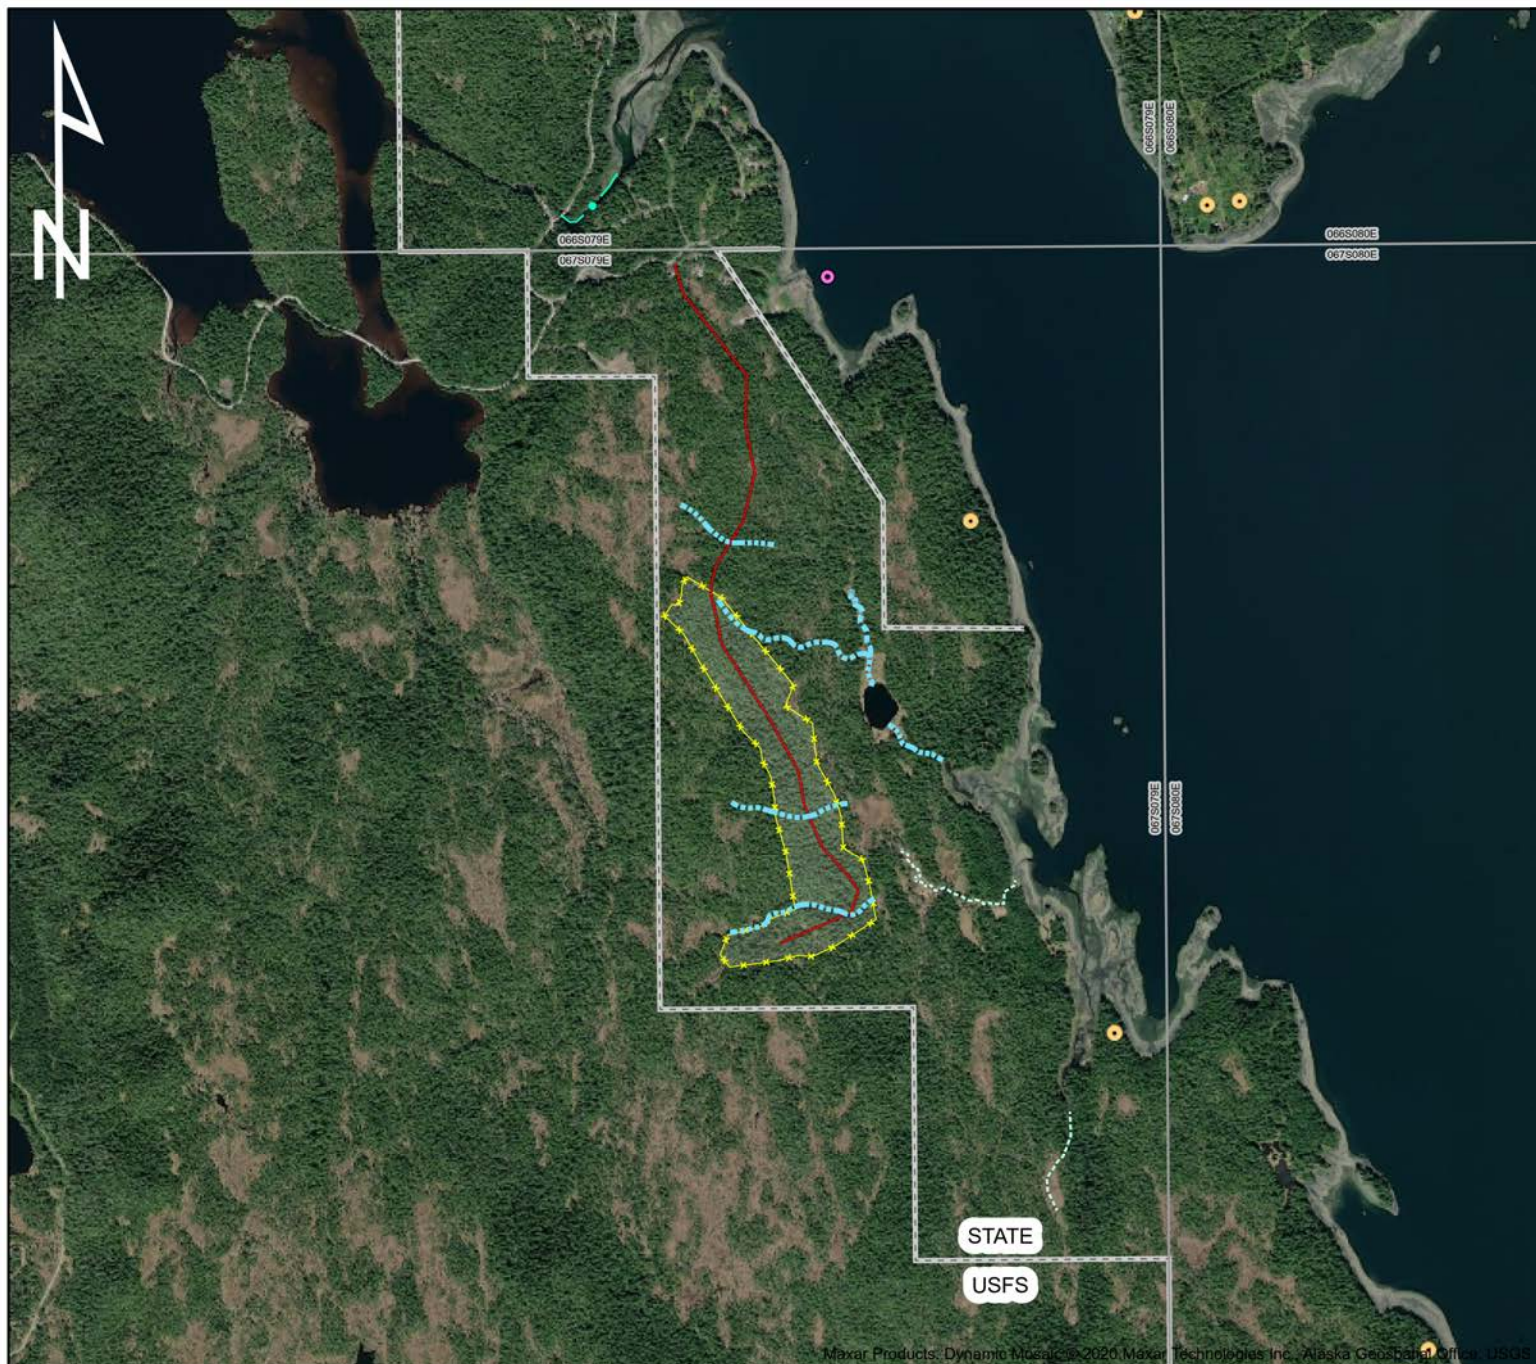 N
066S079E
066S080E
066S079E
067S079E
066S080E
067S080E
067S079E
067S080E
STATE
USFS
Maxar Products. Dynamic Mosaic © 2020 Maxar Technologies Inc., Alaska Geospatial Office, USGS